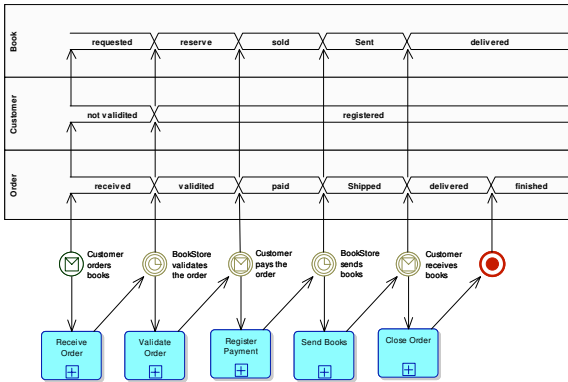 Book
requested
reserve
sold
Sent
delivered
Customer
not validited
registered
Order
received
validited
paid
Shipped
delivered
finished
Customer
orders
books
BookStore
validates
the order
Customer
pays the
order
BookStore
sends
books
Customer
receives
books
Receive
Order
Validate
Order
Register
Payment
Send Books
Close Order